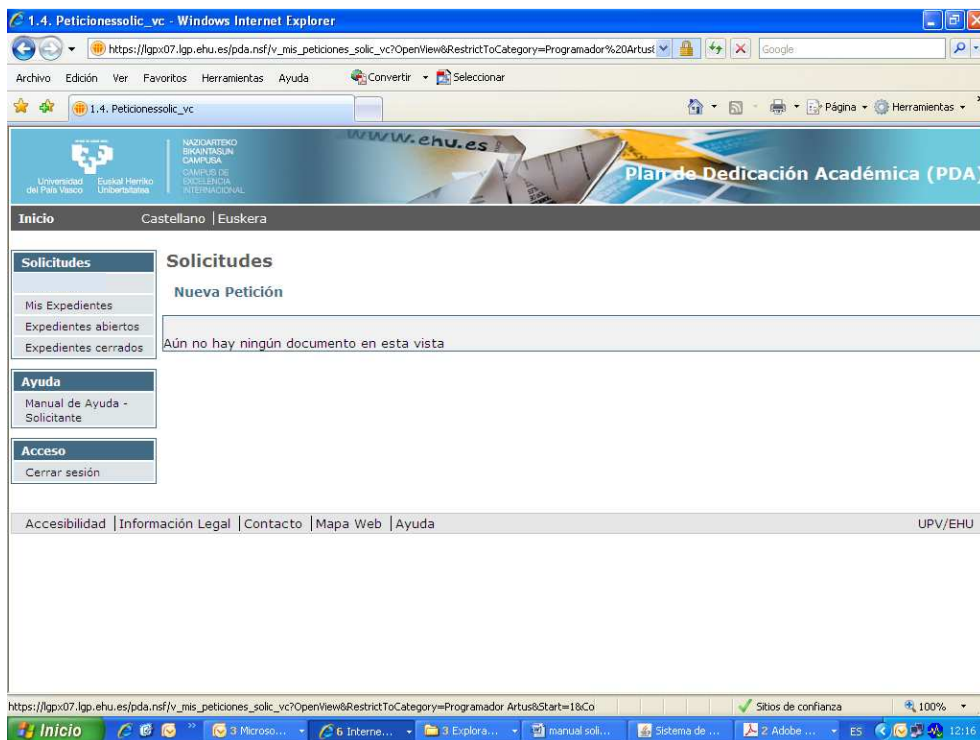 1.4. Peticionessolic_vc - Windows Internet Explorer
https://lgpx07.lgp.ehu.es/pda.nsf/v_mis_peticiones_solic_vc?OpenView&RestrictToCategory=Programador%20Artus
Google
Archivo Edición Ver Favoritos Herramientas Ayuda Convertir Seleccionar
1.4. Peticionessolic_vc
Página Herramientas
www.ehu.es
NAZIOARTEKO
BIKAINTASUN
CAMPUSA
CAMPUS DE
EXCELENCIA
INTERNACIONAL
Universidad del País Vasco
Euskal Herriko Unibertsitatea
Plan de Dedicación Académica (PDA)
Inicio Castellano | Euskera
Solicitudes
Mis Expedientes
Expedientes abiertos
Expedientes cerrados
Ayuda
Manual de Ayuda -
Solicitante
Acceso
Cerrar sesión
Solicitudes
Nueva Petición
Aún no hay ningún documento en esta vista
Accesibilidad | Información Legal | Contacto | Mapa Web | Ayuda UPV/EHU
https://lgpx07.lgp.ehu.es/pda.nsf/v_mis_peticiones_solic_vc?OpenView&RestrictToCategory=Programador Artus&Start=1&Co Sitios de confianza 100%
Inicio 3 Microso... 6 Interne... 3 Explora... manual soli... Sistema de ... 2 Adobe ... ES 12:16